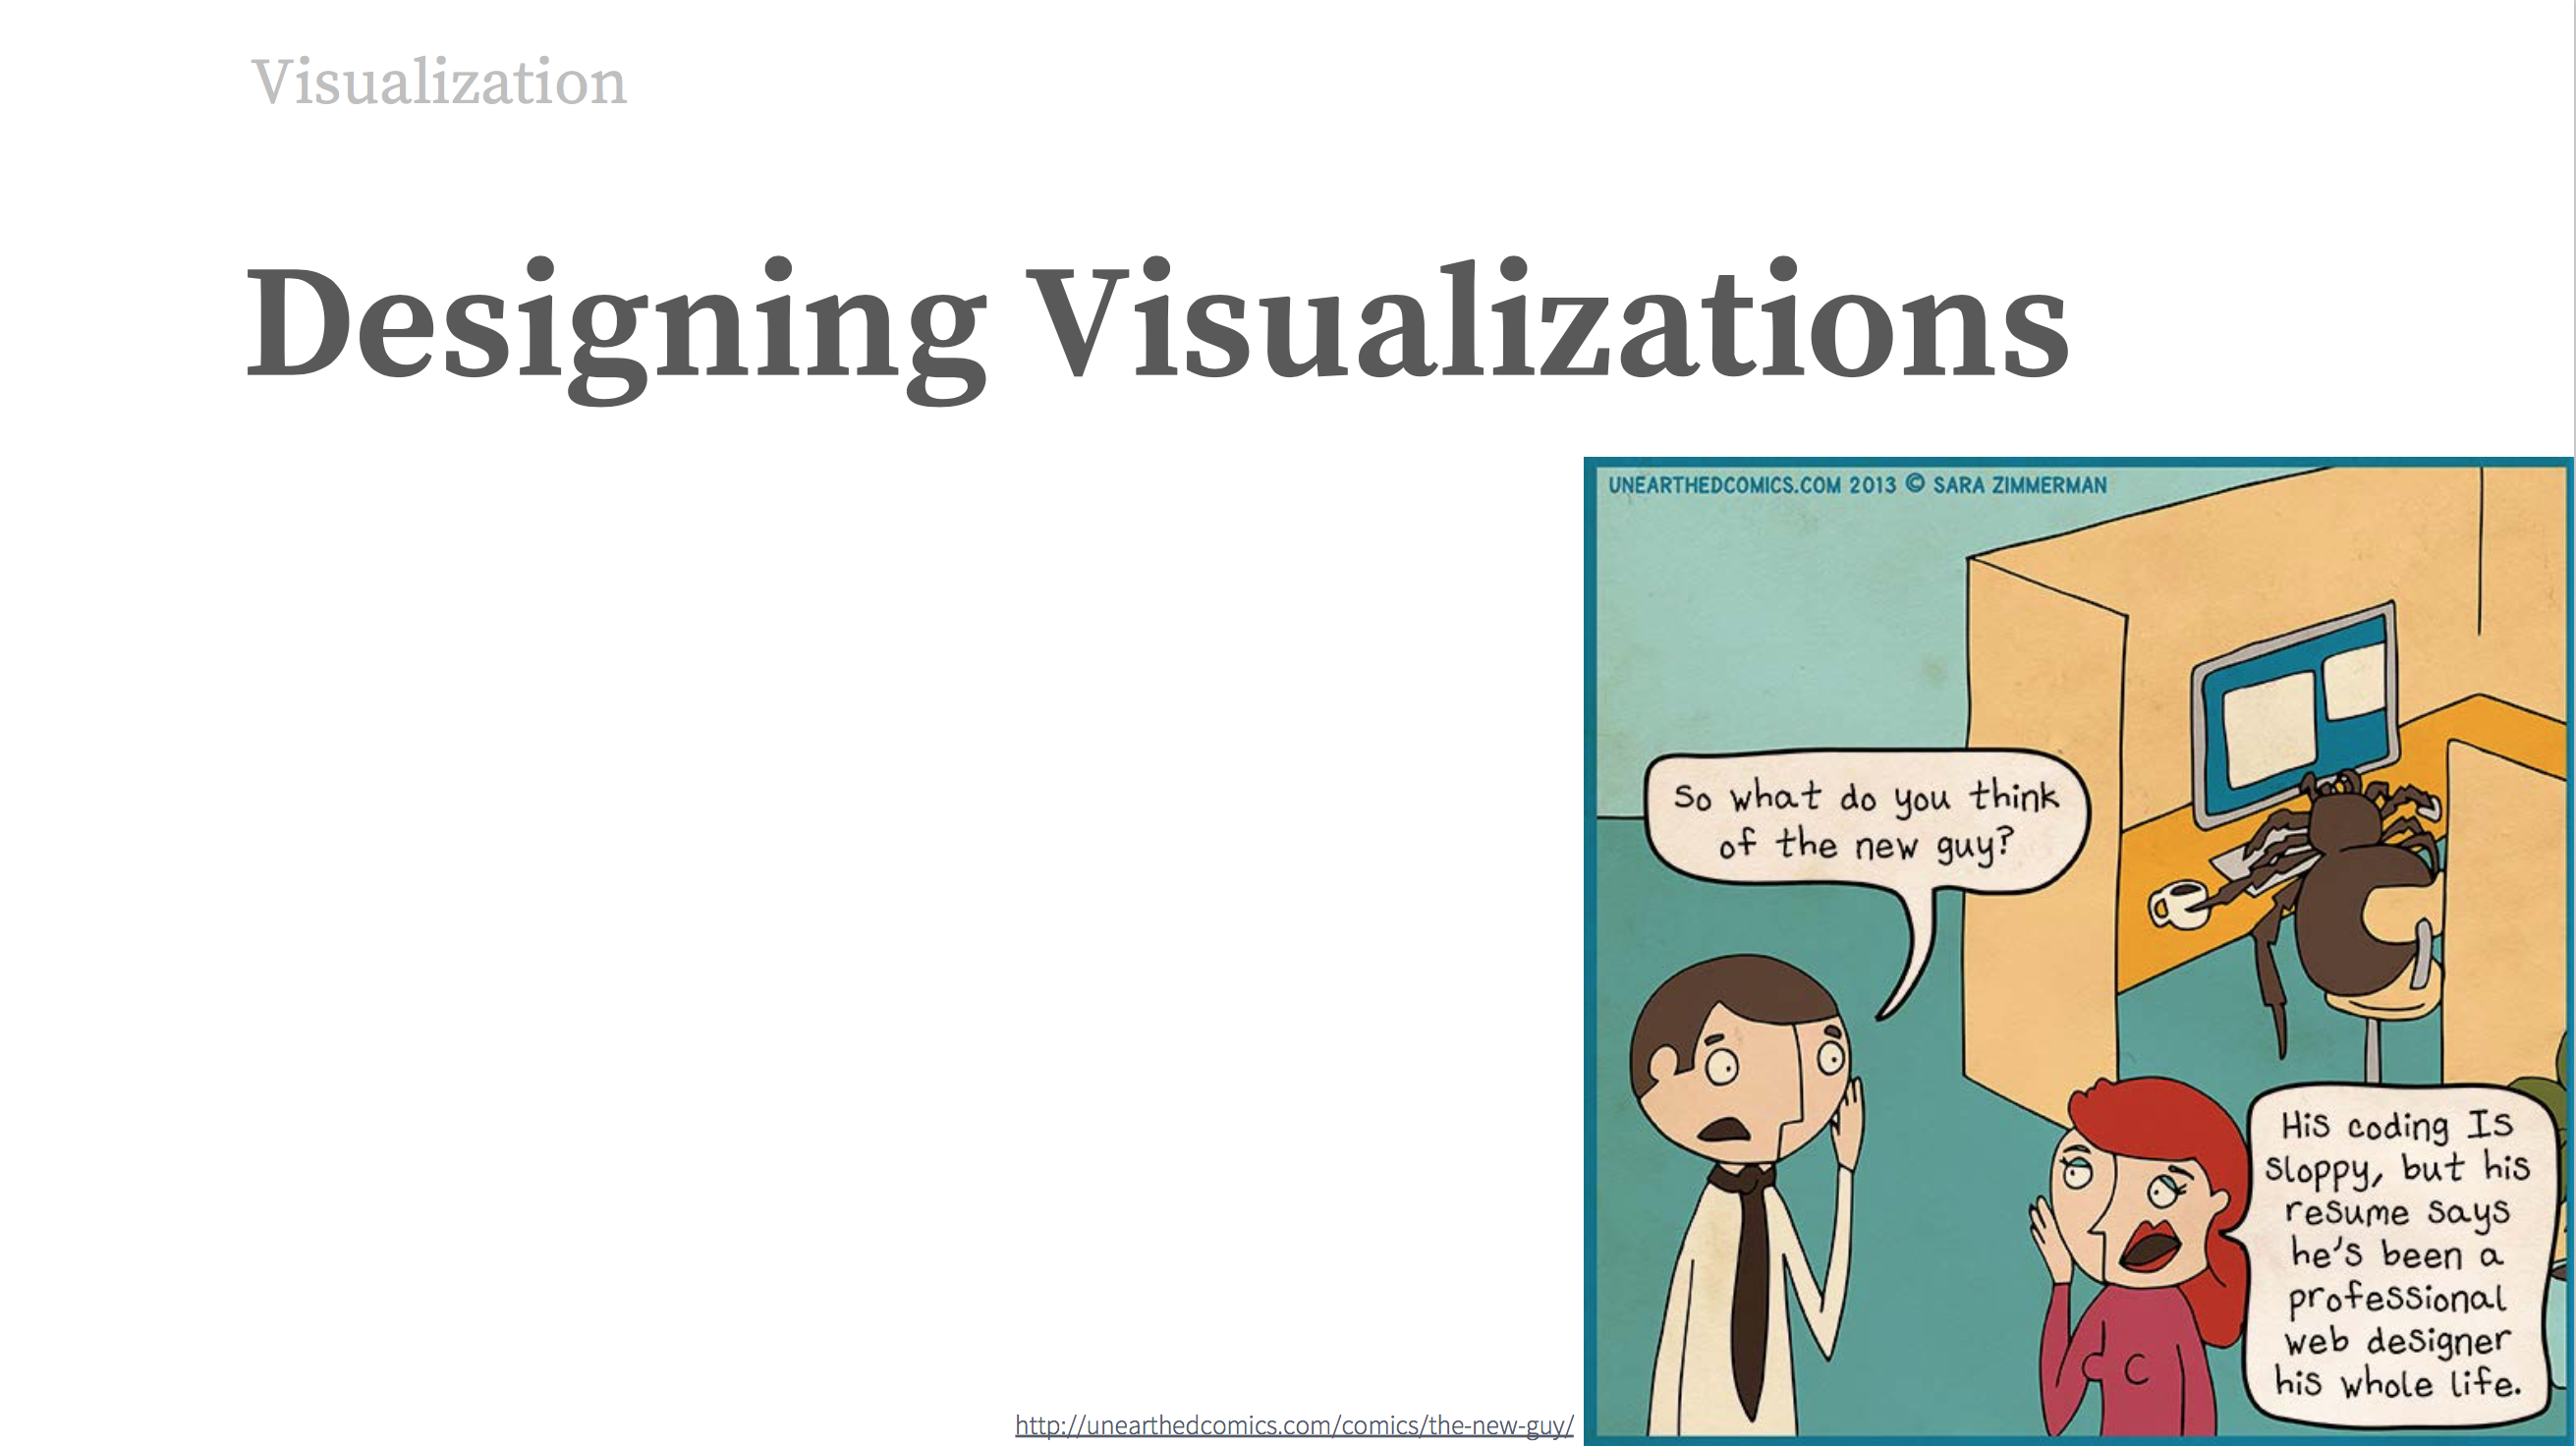 Visualization
Designing Visualizations
UNEARTHEDCOMICS.COM 2013 © SARA ZIMMERMAN
So what do you think
of the new guy?
His coding Is
sloppy, but his
resume says
he's been a
professional
web designer
his whole life.
http://unearthedcomics.com/comics/the-new-guy/